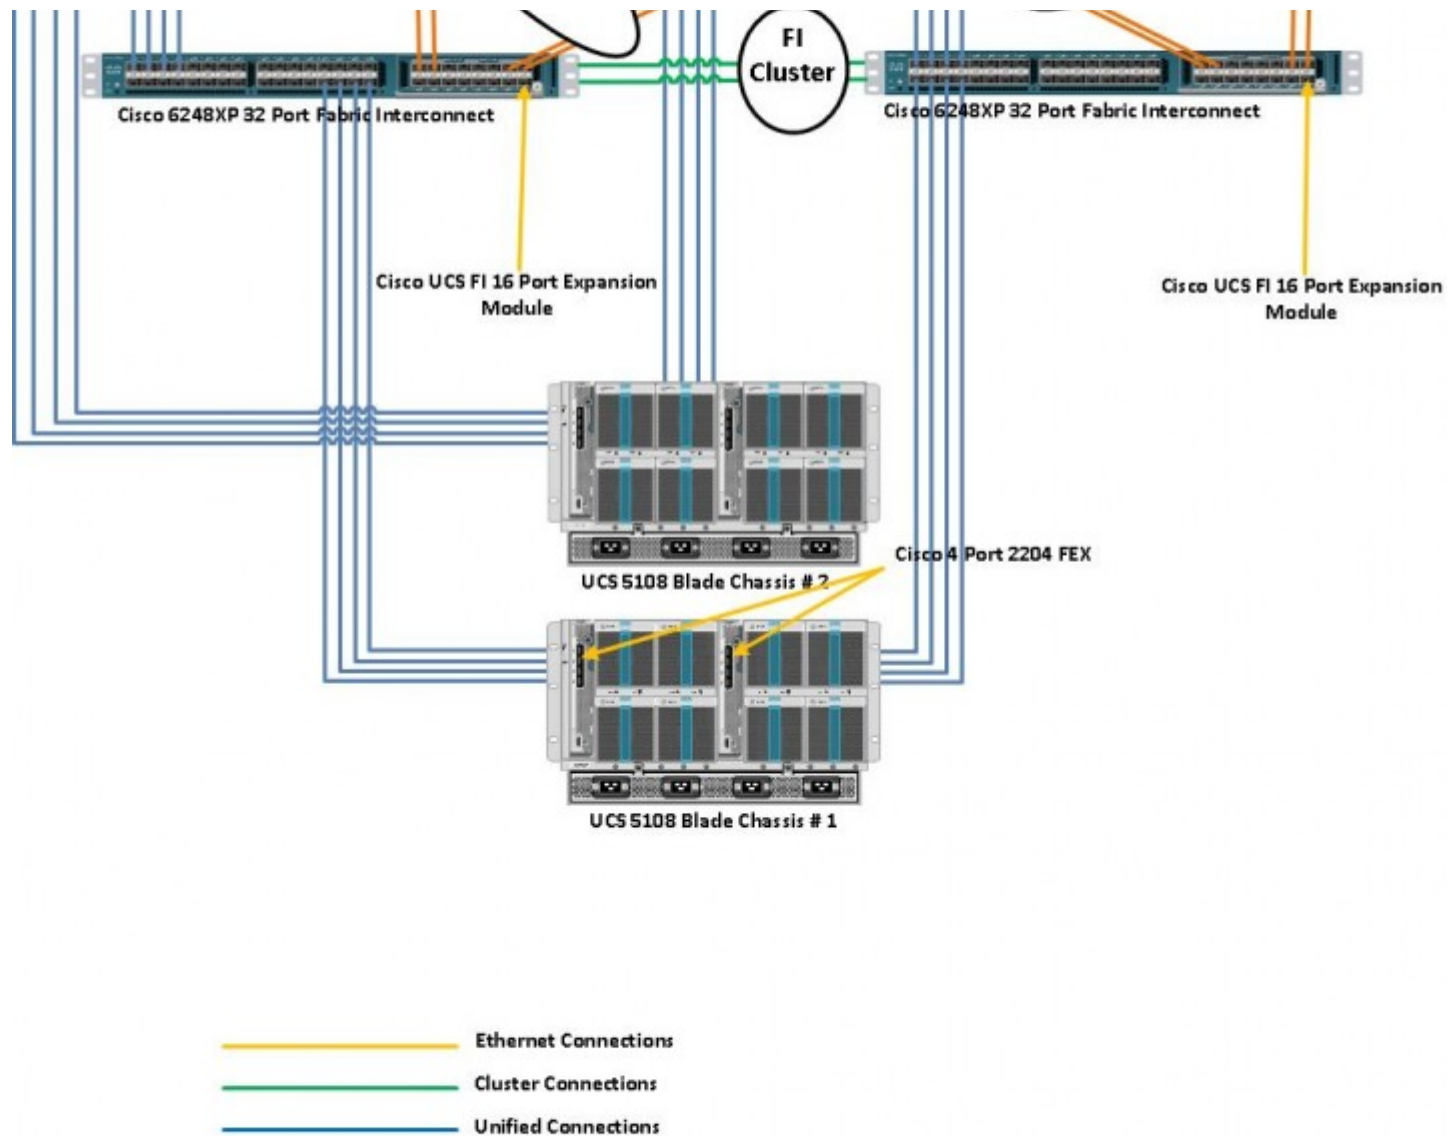 FI
Cluster
Cisco 6248XP 32 Port Fabric Interconnect
Cisco 6248XP 32 Port Fabric Interconnect
Cisco UCS FI 16 Port Expansion
Module
Cisco UCS FI 16 Port Expansion
Module
Cisco 4 Port 2204 FEX
UCS 5108 Blade Chassis # 2
UCS 5108 Blade Chassis # 1
Ethernet Connections
Cluster Connections
Unified Connections